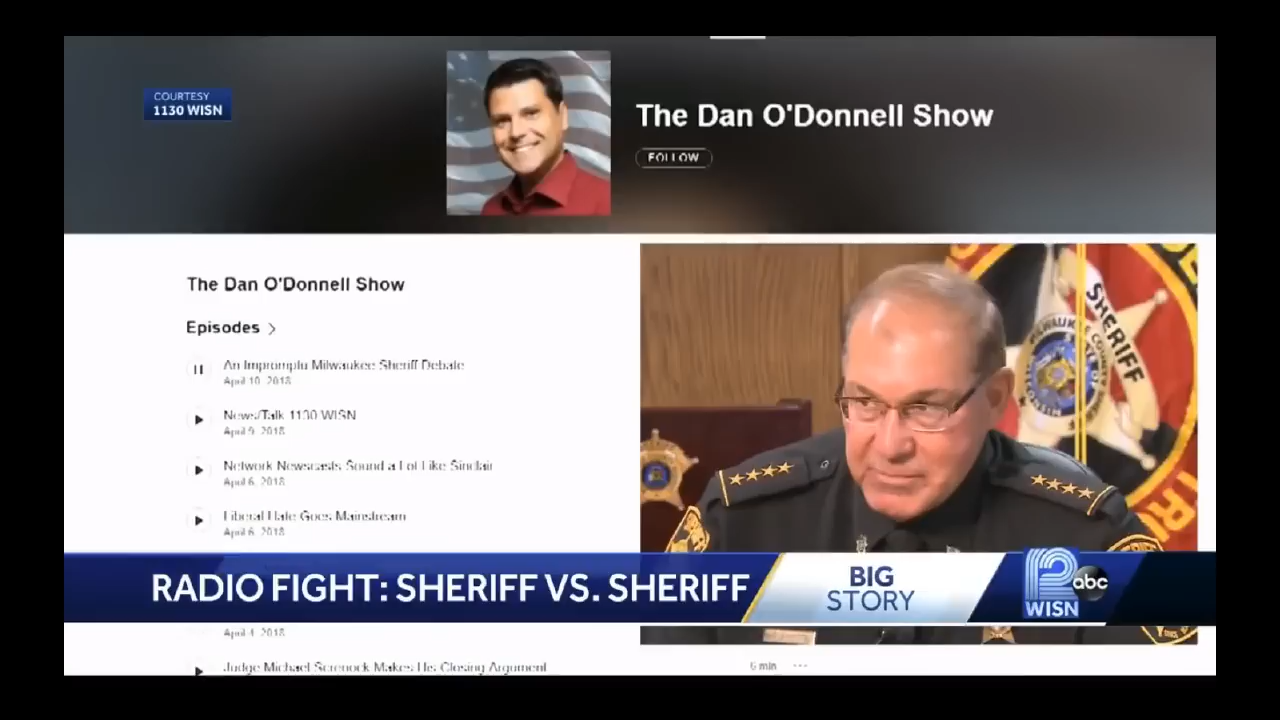 COURTESY
1130 WISN
The Dan O'Donnell Show
FOLLOW
The Dan O'Donnell Show
Episodes
An Impromptu Milwaukee Sheriff Debate
April 10, 2018
News/Talk 1130 WISN
April 9, 2018
Network Newscasts Sound a Lot Like Sinclair
April 6, 2018
Liberal Hate Goes Mainstream
April 6, 2018
SHERIFF
MILWAUKEE COUNTY
RADIO FIGHT: SHERIFF VS. SHERIFF
BIG
STORY
12
abc
WISN
April 4, 2018
Judge Michael Screnock Makes His Closing Argument
6 min